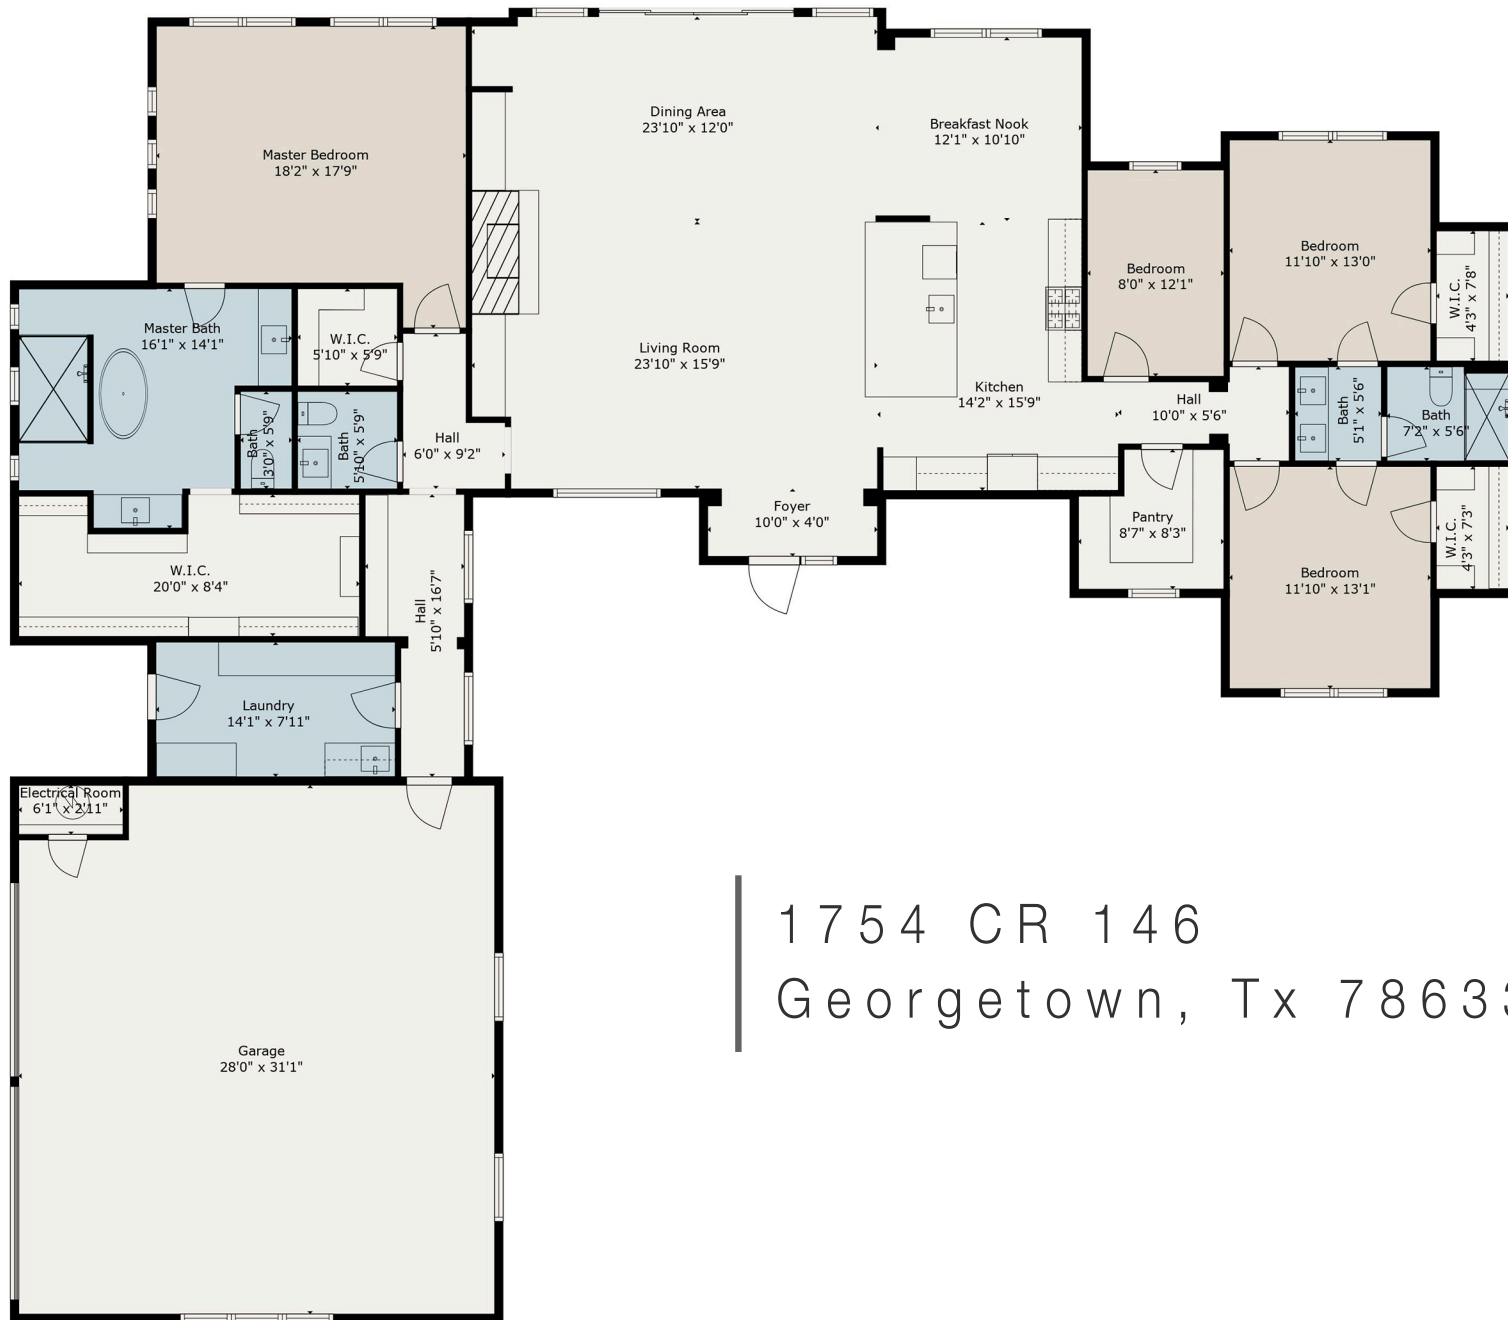 Dining Area
23'10" x 12'0"
Breakfast Nook
12'1" x 10'10"
Master Bedroom
18'2" x 17'9"
Bedroom
11'10" x 13'0"
Bedroom
8'0" x 12'1"
W.I.C.
4'3" x 7'8"
Master Bath
16'1" x 14'1"
W.I.C.
5'10" x 5'9"
Living Room
23'10" x 15'9"
Kitchen
14'2" x 15'9"
Hall
10'0" x 5'6"
Bath
5'1" x 5'6"
Bath
7'2" x 5'6"
Bath
3'0" x 5'9"
Bath
5'10" x 5'9"
Hall
6'0" x 9'2"
Foyer
10'0" x 4'0"
Pantry
8'7" x 8'3"
W.I.C.
4'3" x 7'3"
W.I.C.
20'0" x 8'4"
Hall
5'10" x 16'7"
Bedroom
11'10" x 13'1"
Laundry
14'1" x 7'11"
Electrical Room
6'1" x 2'11"
Garage
28'0" x 31'1"
1754 CR 146
Georgetown, Tx 78633